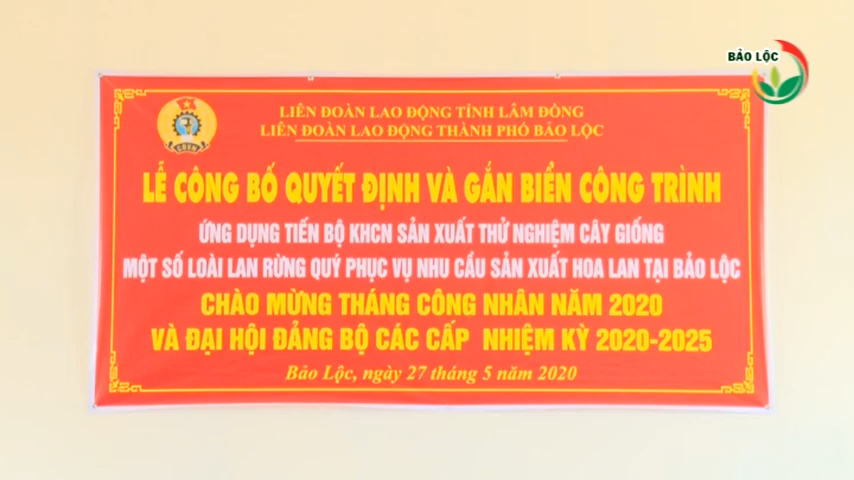 BẢO LỘC
LIÊN ĐOÀN LAO ĐỘNG TỈNH LÂM ĐỒNG
LIÊN ĐOÀN LAO ĐỘNG THÀNH PHỐ BẢO LỘC
LỄ CÔNG BỐ QUYẾT ĐỊNH VÀ GẮN BIỂN CÔNG TRÌNH
ỨNG DỤNG TIẾN BỘ KHCN SẢN XUẤT THỬ NGHIỆM CÂY GIỐNG
MỘT SỐ LOÀI LAN RỪNG QUÝ PHỤC VỤ NHU CẦU SẢN XUẤT HOA LAN TẠI BẢO LỘC
CHÀO MỪNG THÁNG CÔNG NHÂN NĂM 2020
VÀ ĐẠI HỘI ĐẢNG BỘ CÁC CẤP NHIỆM KỲ 2020-2025
Bảo Lộc, ngày 27 tháng 5 năm 2020